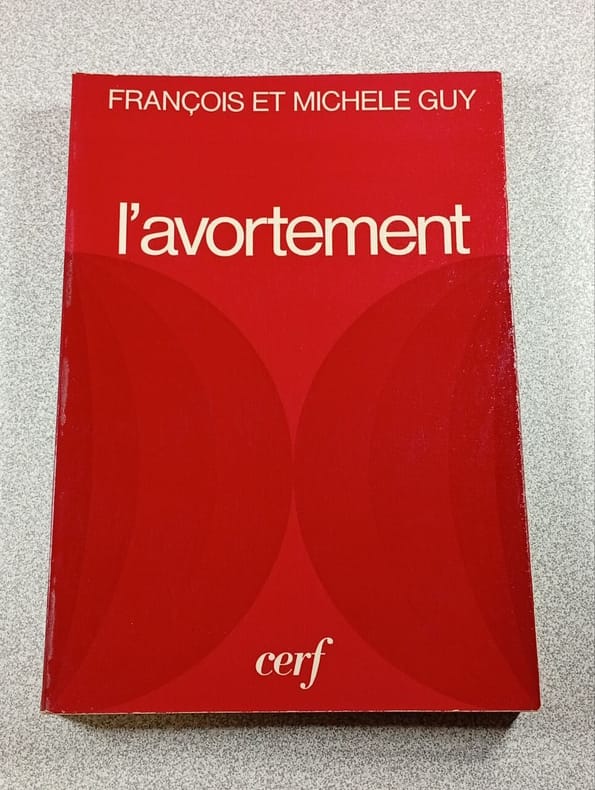 FRANÇOIS ET MICHELE GUY
l’avortement
cerf